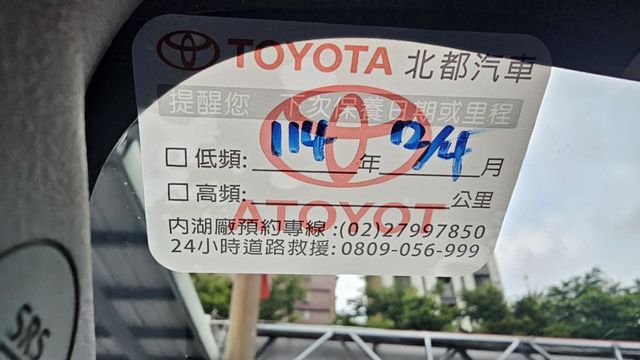 TOYOTA 北都汽車
提醒您 下次保養日期或里程
□ 低頻: 114 年 12/4 月
□ 高頻: 公里
TOYOTA
內湖廠預約專線:(02)27997850
24小時道路救援: 0809-056-999
SRS